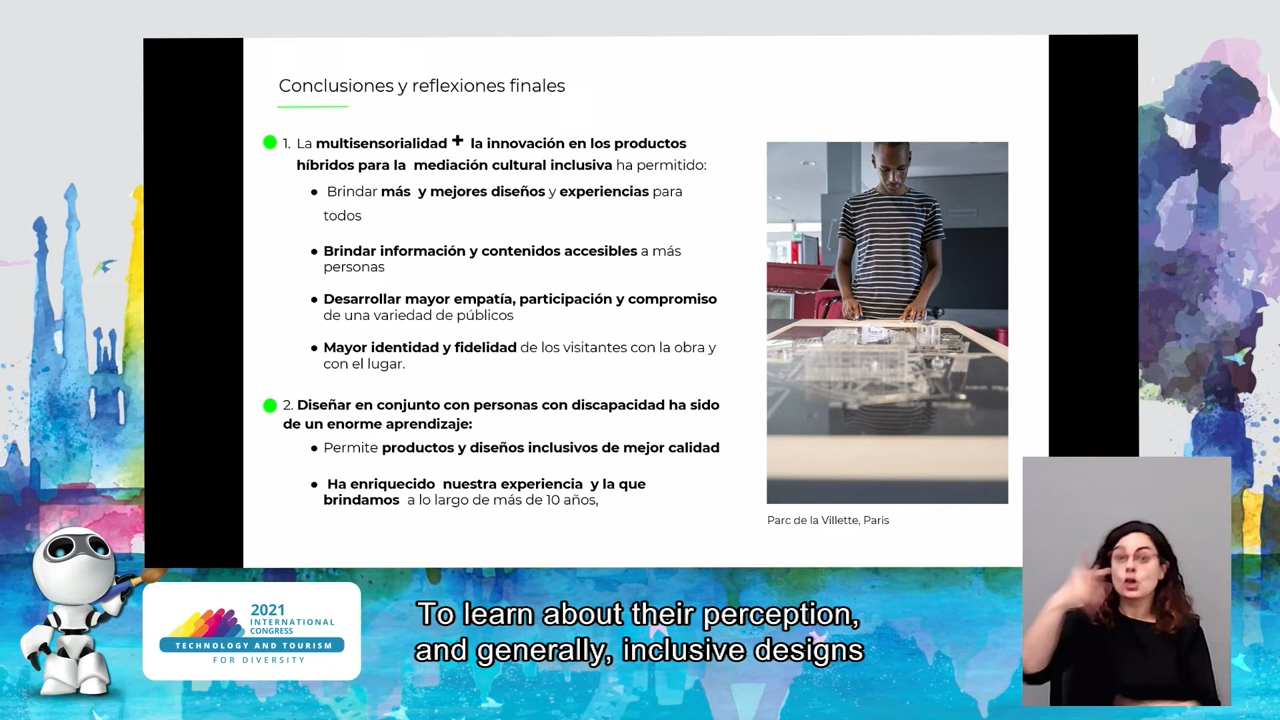 Conclusiones y reflexiones finales
1. La multisensorialidad + la innovación en los productos
híbridos para la mediación cultural inclusiva ha permitido:
• Brindar más y mejores diseños y experiencias para
todos
• Brindar información y contenidos accesibles a más
personas
• Desarrollar mayor empatía, participación y compromiso
de una variedad de públicos
• Mayor identidad y fidelidad de los visitantes con la obra y
con el lugar.
2. Diseñar en conjunto con personas con discapacidad ha sido
de un enorme aprendizaje:
• Permite productos y diseños inclusivos de mejor calidad
• Ha enriquecido nuestra experiencia y la que
brindamos a lo largo de más de 10 años,
Parc de la Villette, Paris
2021
INTERNATIONAL
CONGRESS
TECHNOLOGY AND TOURISM
FOR DIVERSITY
To learn about their perception,
and generally, inclusive designs